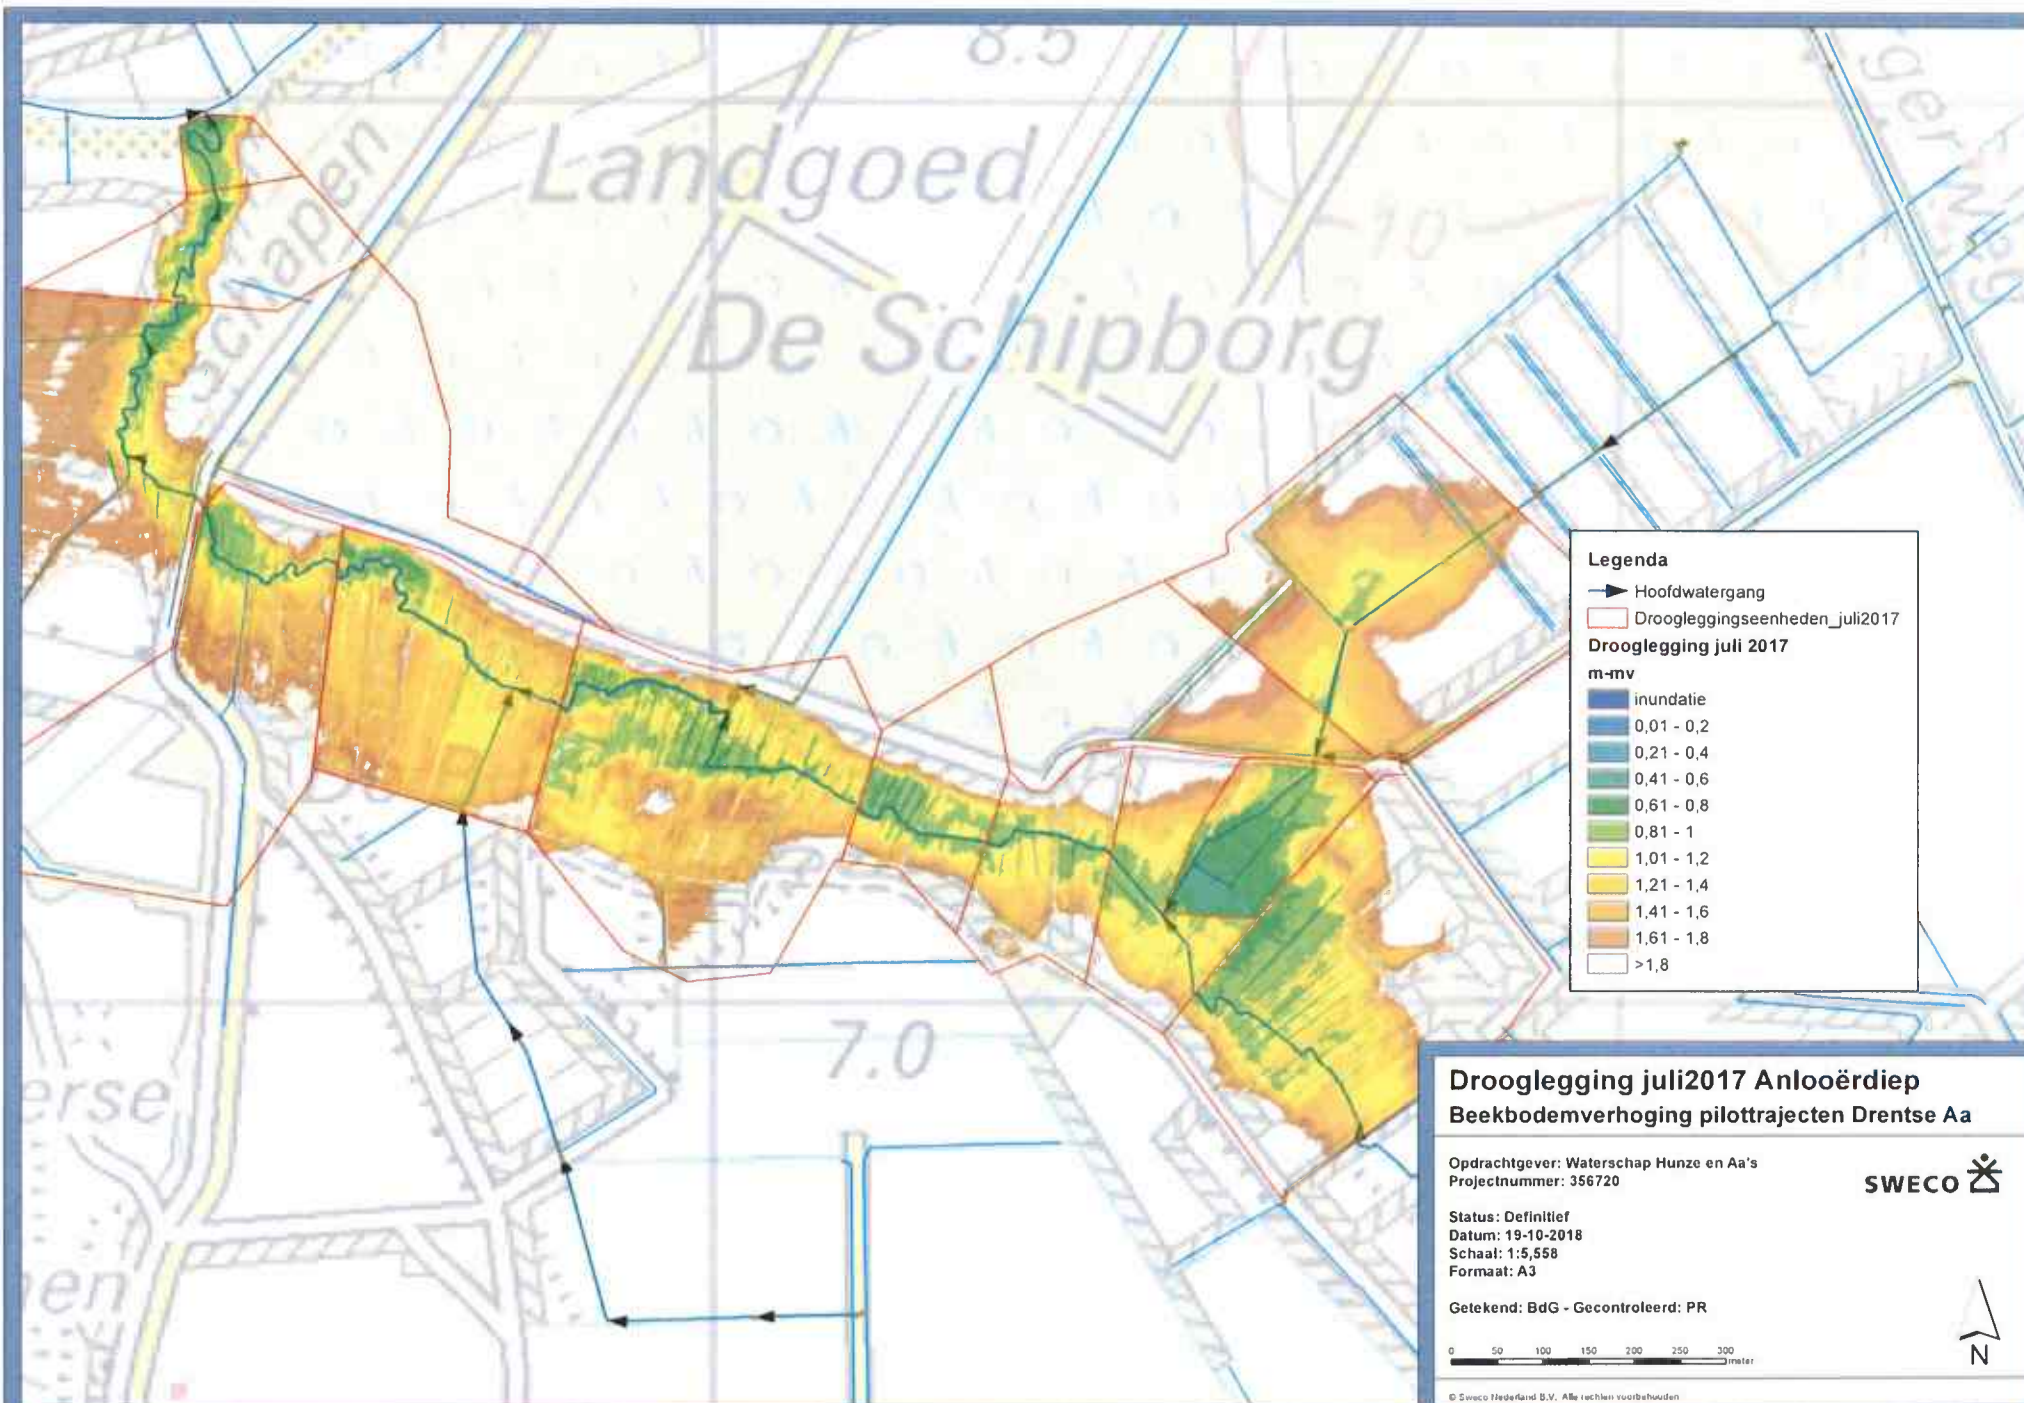 8.5
Landgoed
De Schipborg
10
schapen
7.0
erse
en
ger
weg
Legenda
Hoofdwatergang
Droogleggingseenheden_juli2017
Drooglegging juli 2017
m-mv
inundatie
0,01 - 0,2
0,21 - 0,4
0,41 - 0,6
0,61 - 0,8
0,81 - 1
1,01 - 1,2
1,21 - 1,4
1,41 - 1,6
1,61 - 1,8
>1,8
Drooglegging juli2017 Anlooërdiep
Beekbodemverhoging pilottrajecten Drentse Aa
Opdrachtgever: Waterschap Hunze en Aa's
Projectnummer: 356720
SWECO
Status: Definitief
Datum: 19-10-2018
Schaal: 1:5,558
Formaat: A3
Getekend: BdG - Gecontroleerd: PR
0 50 100 150 200 250 300
meter
N
© Sweco Nederland B.V. Alle rechten voorbehouden